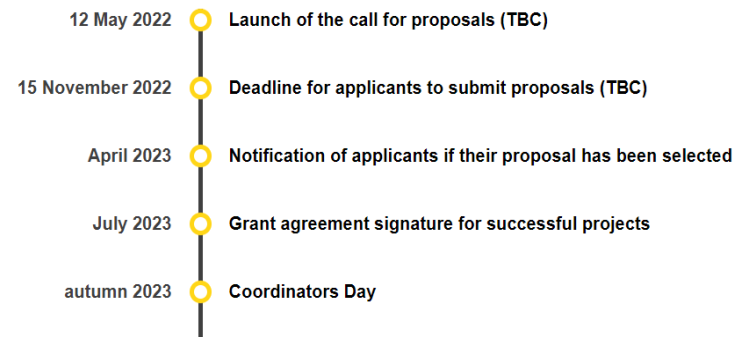 12 May 2022 Launch of the call for proposals (TBC)
15 November 2022 Deadline for applicants to submit proposals (TBC)
April 2023 Notification of applicants if their proposal has been selected
July 2023 Grant agreement signature for successful projects
autumn 2023 Coordinators Day